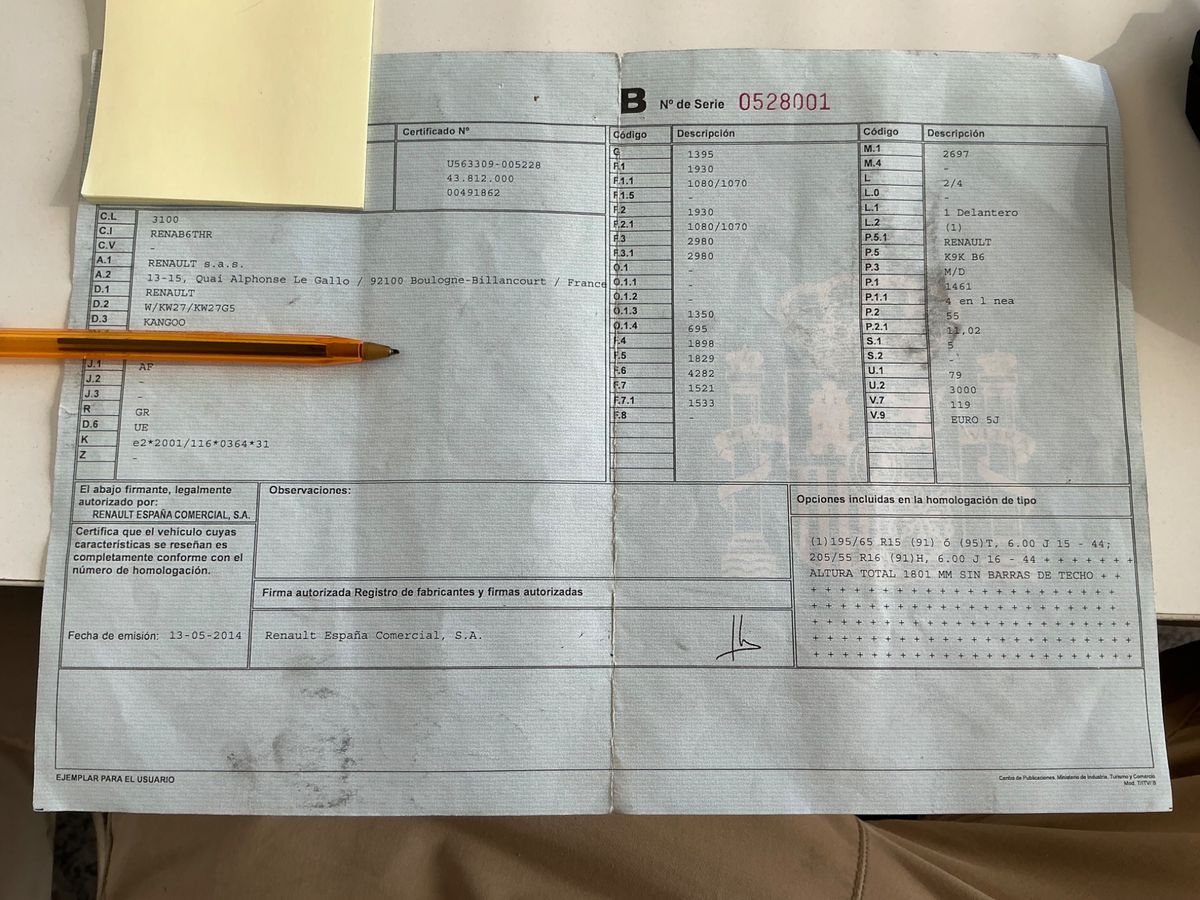 B Nº de Serie 0528001
Certificado Nº
U563309-005228
43.812.000
00491862
C.L 3100
C.I RENAB6THR
C.V -
A.1 RENAULT s.a.s.
A.2 13-15, Quai Alphonse Le Gallo / 92100 Boulogne-Billancourt / France
D.1 RENAULT
D.2 W/KW27/KW27G5
D.3 KANGOO
J.1 AF
J.2 -
J.3 -
R GR
D.6 UE
K e2*2001/116*0364*31
Z -
Código Descripción
G 1395
F.1 1930
F.1.1 1080/1070
F.1.5 -
F.2 1930
F.2.1 1080/1070
F.3 2980
F.3.1 2980
O.1 -
O.1.1 -
O.1.2 -
O.1.3 1350
O.1.4 695
F.4 1898
F.5 1829
F.6 4282
F.7 1521
F.7.1 1533
F.8 -
Código Descripción
M.1 2697
M.4 -
L 2/4
L.0 -
L.1 1 Delantero
L.2 (1)
P.5.1 RENAULT
P.5 K9K B6
P.3 M/D
P.1 1461
P.1.1 4 en l nea
P.2 55
P.2.1 11,02
S.1 5
S.2 -
U.1 79
U.2 3000
V.7 119
V.9 EURO 5J
El abajo firmante, legalmente
autorizado por:
RENAULT ESPAÑA COMERCIAL, S.A.
Certifica que el vehículo cuyas
características se reseñan es
completamente conforme con el
número de homologación.
Fecha de emisión: 13-05-2014
Observaciones:
Firma autorizada Registro de fabricantes y firmas autorizadas
Renault España Comercial, S.A.
Opciones incluidas en la homologación de tipo
(1)195/65 R15 (91) ó (95)T, 6.00 J 15 - 44;
205/55 R16 (91)H, 6.00 J 16 - 44 + + + + + + +
ALTURA TOTAL 1801 MM SIN BARRAS DE TECHO + +
+ + + + + + + + + + + + + + + + + + + + + +
+ + + + + + + + + + + + + + + + + + + + + +
+ + + + + + + + + + + + + + + + + + + + + +
+ + + + + + + + + + + + + + + + + + + + + +
+ + + + + + + + + + + + + + + + + + + + + +
EJEMPLAR PARA EL USUARIO
Centro de Publicaciones. Ministerio de Industria, Turismo y Comercio
Mod. T/ITV/ B